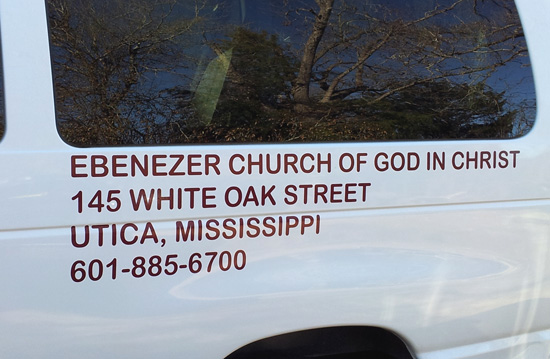 EBENEZER CHURCH OF GOD IN CHRIST
145 WHITE OAK STREET
UTICA, MISSISSIPPI
601-885-6700